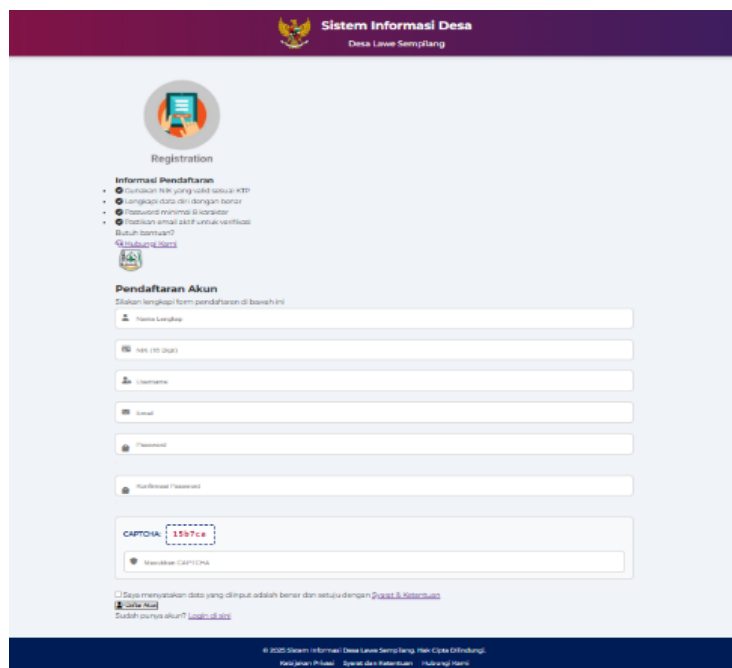 Sistem Informasi Desa
Desa Lawe Sempilang
Registration
Informasi Pendaftaran
Gunakan NIK yang valid sesuai KTP
Lengkapi data diri dengan benar
Password minimal 8 karakter
Pastikan email aktif untuk verifikasi
Butuh bantuan?
Hubungi Kami
Pendaftaran Akun
Silakan lengkapi form pendaftaran di bawah ini
Nama Lengkap
NIK (16 Digit)
Username
Email
Password
Konfirmasi Password
CAPTCHA: 15b7ca
Masukkan CAPTCHA
Saya menyatakan data yang diinput adalah benar dan setuju dengan Syarat & Ketentuan
Daftar Akun
Sudah punya akun? Login di sini
© 2025 Sistem Informasi Desa Lawe Sempilang. Hak Cipta Dilindungi.
Kebijakan Privasi Syarat dan Ketentuan Hubungi Kami